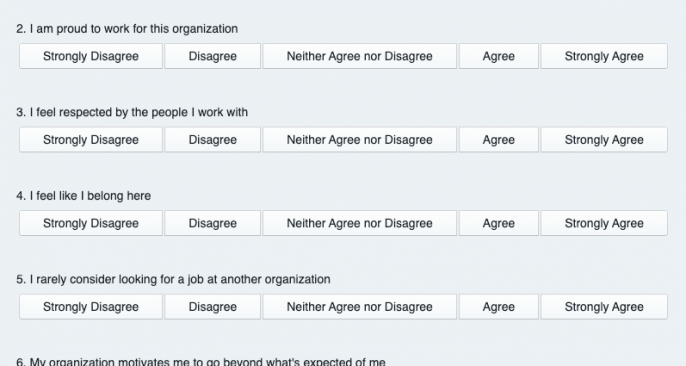 2. I am proud to work for this organization
Strongly Disagree Disagree Neither Agree nor Disagree Agree Strongly Agree
3. I feel respected by the people I work with
Strongly Disagree Disagree Neither Agree nor Disagree Agree Strongly Agree
4. I feel like I belong here
Strongly Disagree Disagree Neither Agree nor Disagree Agree Strongly Agree
5. I rarely consider looking for a job at another organization
Strongly Disagree Disagree Neither Agree nor Disagree Agree Strongly Agree
6. My organization motivates me to go beyond what's expected of me